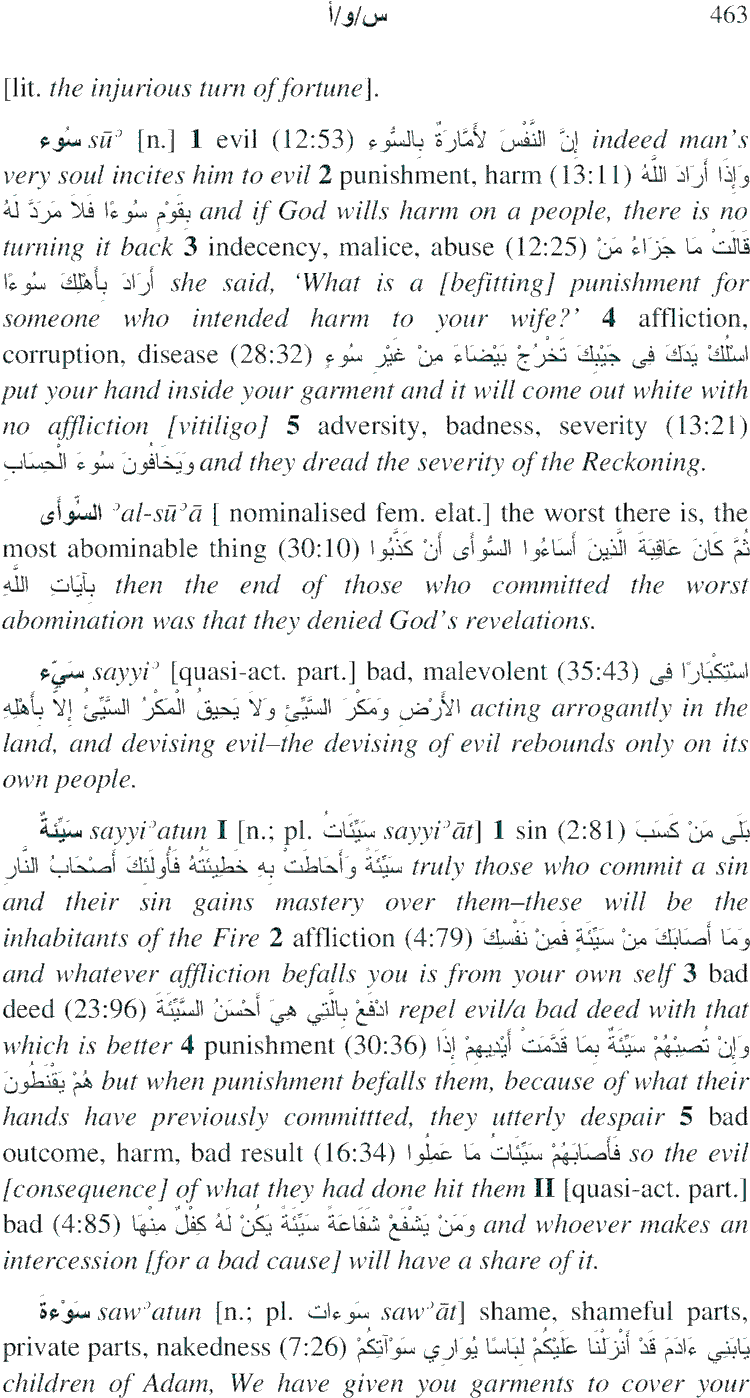 س/و/أ 463
[lit. the injurious turn of fortune].
سُوء sūʾ [n.] 1 evil (12:53) إِنَّ النَّفْسَ لأَمَّارَةٌ بِالسُّوءِ indeed man’s
very soul incites him to evil 2 punishment, harm (13:11) وَإِذَا أَرَادَ اللَّهُ
بِقَوْمٍ سُوءًا فَلاَ مَرَدَّ لَهُ and if God wills harm on a people, there is no
turning it back 3 indecency, malice, abuse (12:25) قَالَتْ مَا جَزَاءُ مَنْ
أَرَادَ بِأَهْلِكَ سُوءًا she said, ‘What is a [befitting] punishment for
someone who intended harm to your wife?’ 4 affliction,
corruption, disease (28:32) اسْلُكْ يَدَكَ فِى جَيْبِكَ تَخْرُجْ بَيْضَاءَ مِنْ غَيْرِ سُوءٍ
put your hand inside your garment and it will come out white with
no affliction [vitiligo] 5 adversity, badness, severity (13:21)
وَيَخَافُونَ سُوءَ الْحِسَابِ and they dread the severity of the Reckoning.
السُّوأَى ʾal-sūʾā [ nominalised fem. elat.] the worst there is, the
most abominable thing (30:10) ثُمَّ كَانَ عَاقِبَةَ الَّذِينَ أَسَاءُوا السُّوأَى أَنْ كَذَّبُوا
بِآيَاتِ اللَّهِ then the end of those who committed the worst
abomination was that they denied God’s revelations.
سَيِّء sayyiʾ [quasi-act. part.] bad, malevolent (35:43) اسْتِكْبَارًا فِى
الأَرْضِ وَمَكْرَ السَّيِّئِ وَلاَ يَحِيقُ الْمَكْرُ السَّيِّئُ إِلاَّ بِأَهْلِهِ acting arrogantly in the
land, and devising evil–the devising of evil rebounds only on its
own people.
سَيِّئَةٌ sayyiʾatun I [n.; pl. سَيِّئَاتُ sayyiʾāt] 1 sin (2:81) بَلَى مَنْ كَسَبَ
سَيِّئَةً وَأَحَاطَتْ بِهِ خَطِيئَتُهُ فَأُولَئِكَ أَصْحَابُ النَّارِ truly those who commit a sin
and their sin gains mastery over them–these will be the
inhabitants of the Fire 2 affliction (4:79) وَمَا أَصَابَكَ مِنْ سَيِّئَةٍ فَمِنْ نَفْسِكَ
and whatever affliction befalls you is from your own self 3 bad
deed (23:96) ادْفَعْ بِالَّتِي هِيَ أَحْسَنُ السَّيِّئَةَ repel evil/a bad deed with that
which is better 4 punishment (30:36) وَإِنْ تُصِبْهُمْ سَيِّئَةٌ بِمَا قَدَّمَتْ أَيْدِيهِمْ إِذَا
هُمْ يَقْنَطُونَ but when punishment befalls them, because of what their
hands have previously committted, they utterly despair 5 bad
outcome, harm, bad result (16:34) فَأَصَابَهُمْ سَيِّئَاتُ مَا عَمِلُوا so the evil
[consequence] of what they had done hit them II [quasi-act. part.]
bad (4:85) وَمَنْ يَشْفَعْ شَفَاعَةً سَيِّئَةً يَكُنْ لَهُ كِفْلٌ مِنْهَا and whoever makes an
intercession [for a bad cause] will have a share of it.
سَوْءَة sawʾatun [n.; pl. سَوءات sawʾāt] shame, shameful parts,
private parts, nakedness (7:26) يَابَنِي ءَادَمَ قَدْ أَنْزَلْنَا عَلَيْكُمْ لِبَاسًا يُوَارِي سَوْآتِكُمْ
children of Adam, We have given you garments to cover your